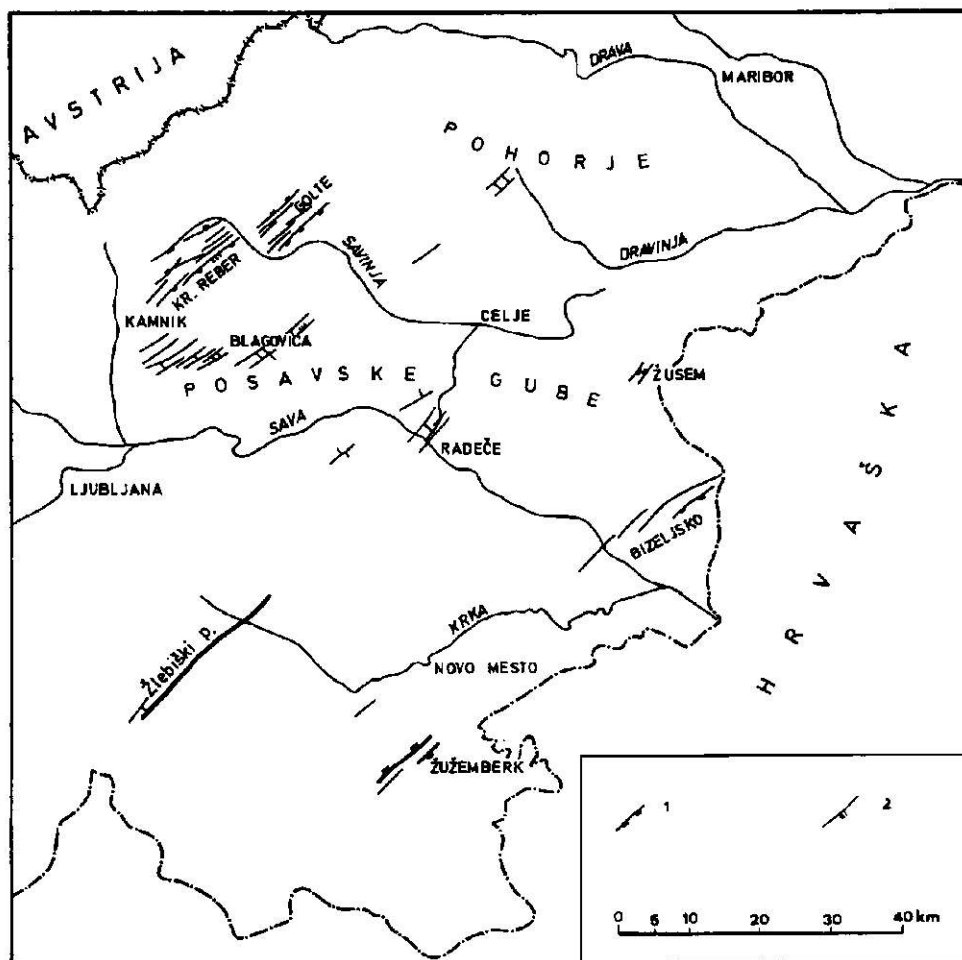 AVSTRIJA
DRAVA
MARIBOR
POHORJE
GOLTE
SAVINJA
DRAVINJA
KR. REBER
KAMNIK
CELJE
BLAGOVICA
POSAVSKE GUBE
ŽUSEM
SAVA
RADEČE
LJUBLJANA
HRVAŠKA
BIZELJSKO
KRKA
Žlebiški p.
NOVO MESTO
ŽUŽEMBERK
1
2
0 5 10 20 30 40 km